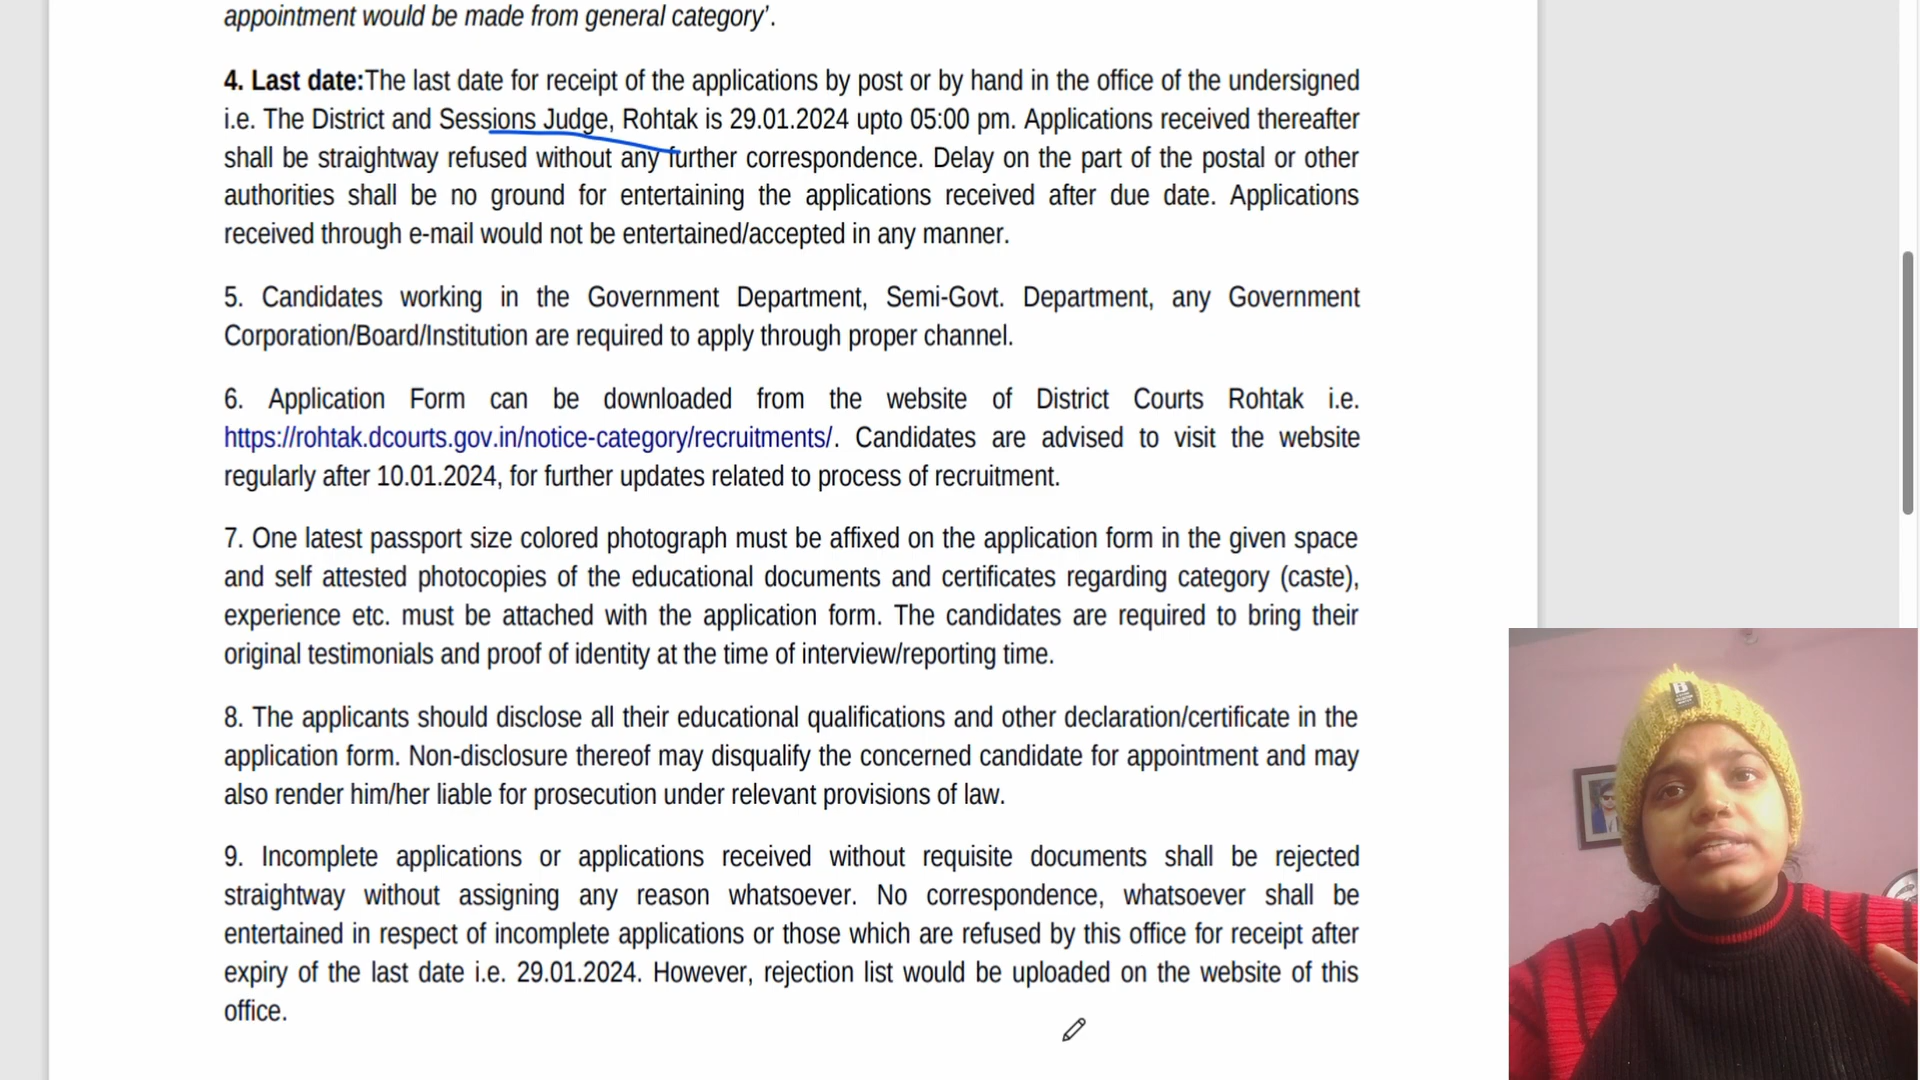 appointment would be made from general category’.
4. Last date:The last date for receipt of the applications by post or by hand in the office of the undersigned
i.e. The District and Sessions Judge, Rohtak is 29.01.2024 upto 05:00 pm. Applications received thereafter
shall be straightway refused without any further correspondence. Delay on the part of the postal or other
authorities shall be no ground for entertaining the applications received after due date. Applications
received through e-mail would not be entertained/accepted in any manner.
5. Candidates working in the Government Department, Semi-Govt. Department, any Government
Corporation/Board/Institution are required to apply through proper channel.
6. Application Form can be downloaded from the website of District Courts Rohtak i.e.
https://rohtak.dcourts.gov.in/notice-category/recruitments/. Candidates are advised to visit the website
regularly after 10.01.2024, for further updates related to process of recruitment.
7. One latest passport size colored photograph must be affixed on the application form in the given space
and self attested photocopies of the educational documents and certificates regarding category (caste),
experience etc. must be attached with the application form. The candidates are required to bring their
original testimonials and proof of identity at the time of interview/reporting time.
8. The applicants should disclose all their educational qualifications and other declaration/certificate in the
application form. Non-disclosure thereof may disqualify the concerned candidate for appointment and may
also render him/her liable for prosecution under relevant provisions of law.
9. Incomplete applications or applications received without requisite documents shall be rejected
straightway without assigning any reason whatsoever. No correspondence, whatsoever shall be
entertained in respect of incomplete applications or those which are refused by this office for receipt after
expiry of the last date i.e. 29.01.2024. However, rejection list would be uploaded on the website of this
office.